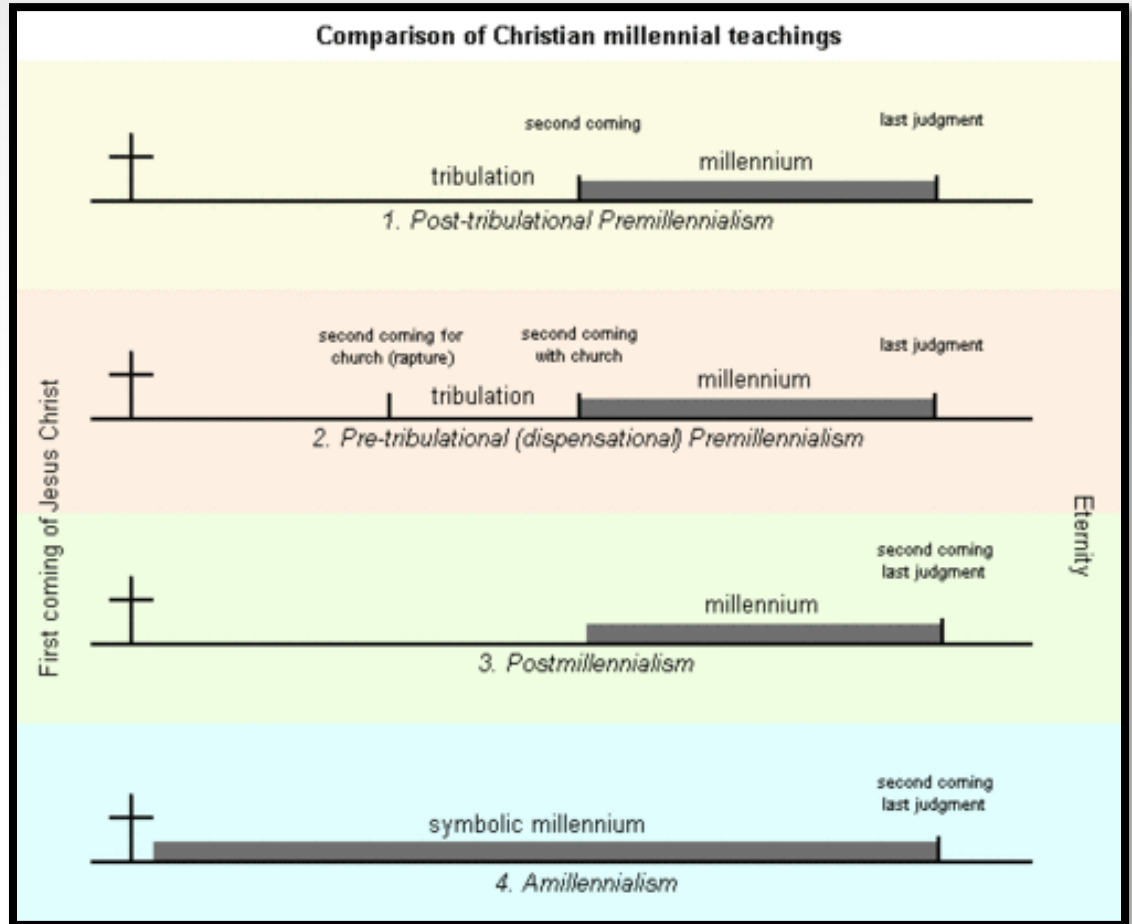 Comparison of Christian millennial teachings
second coming
last judgment
tribulation
millennium
1. Post-tribulational Premillennialism
second coming for
church (rapture)
second coming
with church
last judgment
tribulation
millennium
2. Pre-tribulational (dispensational) Premillennialism
First coming of Jesus Christ
Eternity
second coming
last judgment
millennium
3. Postmillennialism
second coming
last judgment
symbolic millennium
4. Amillennialism